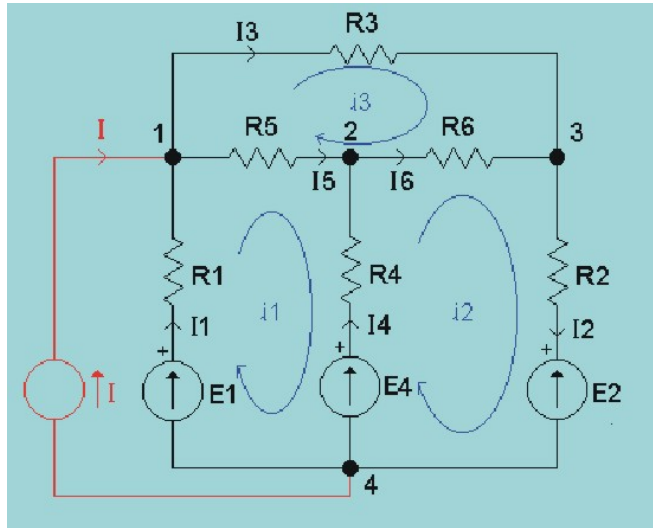 I3
R3
i3
1
R5
2
R6
3
I
I5
I6
R1
R4
R2
i1
i2
I1
I4
I2
+
+
+
I
E1
E4
E2
4